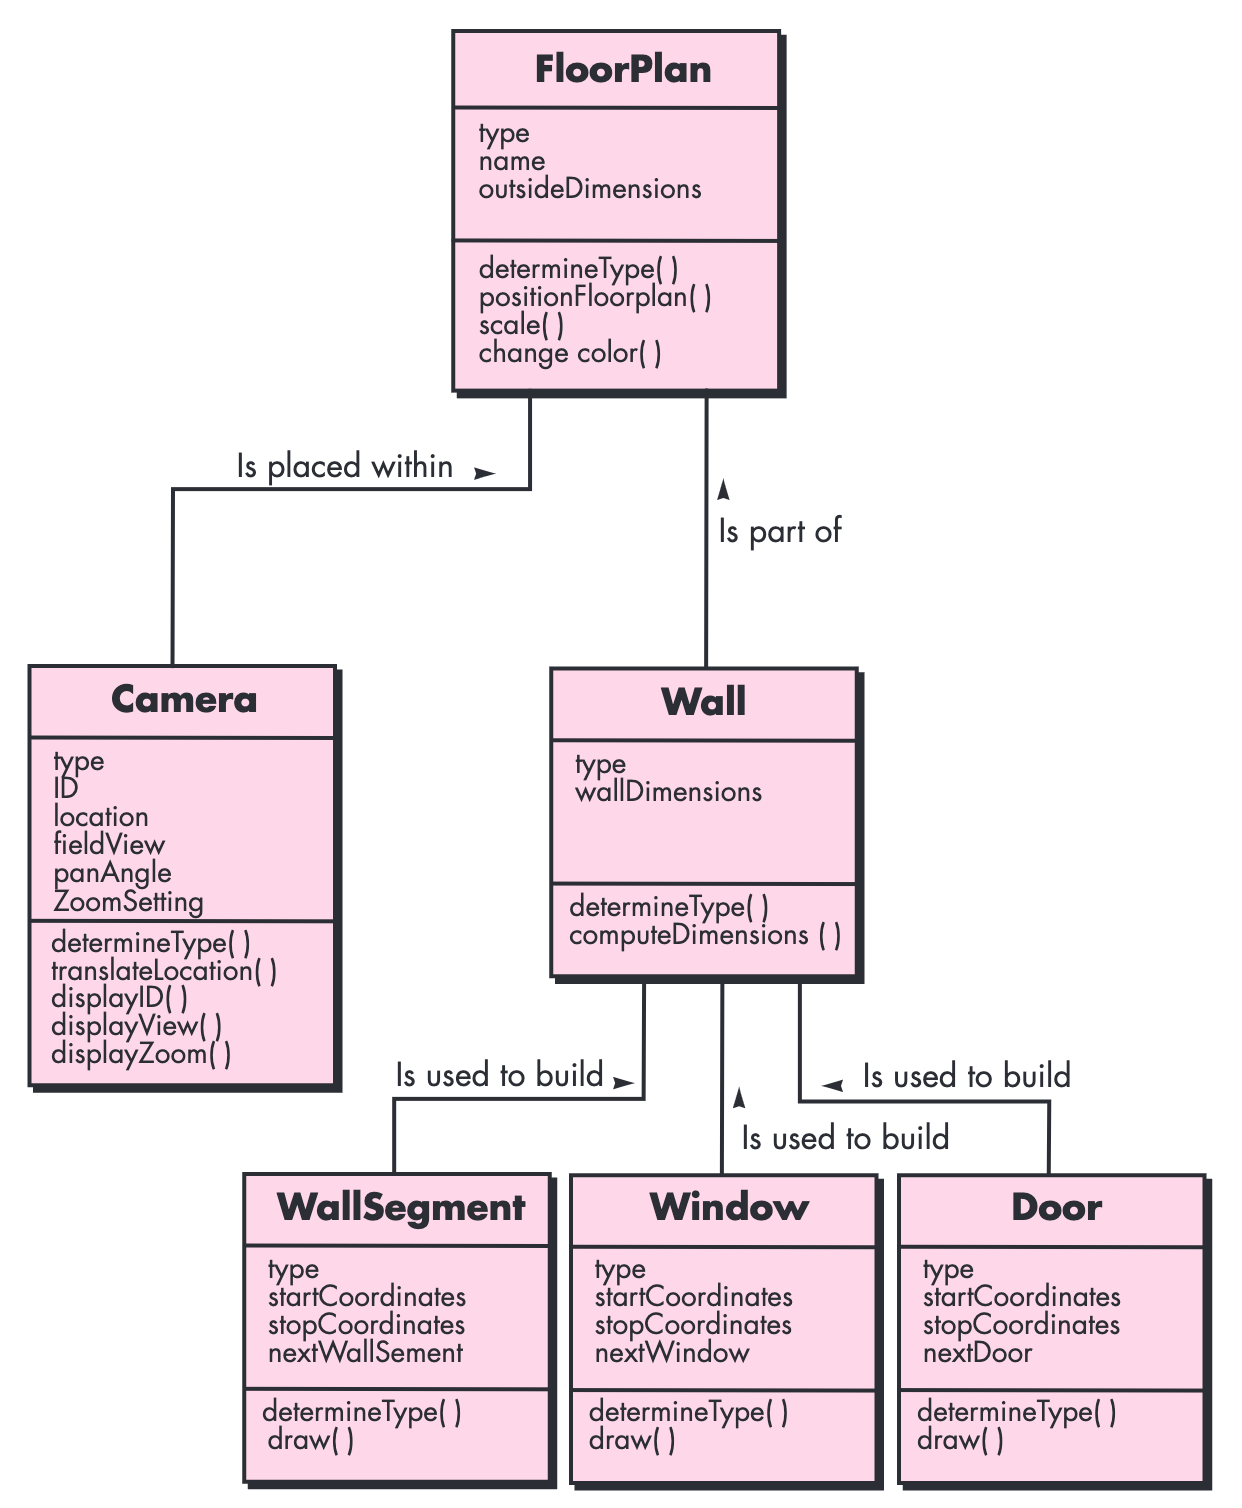 FloorPlan
type
name
outsideDimensions
determineType( )
positionFloorplan( )
scale( )
change color( )
Is placed within
Is part of
Camera
type
ID
location
fieldView
panAngle
ZoomSetting
determineType( )
translateLocation( )
displayID( )
displayView( )
displayZoom( )
Wall
type
wallDimensions
determineType( )
computeDimensions ( )
Is used to build
Is used to build
Is used to build
WallSegment
type
startCoordinates
stopCoordinates
nextWallSement
determineType( )
draw( )
Window
type
startCoordinates
stopCoordinates
nextWindow
determineType( )
draw( )
Door
type
startCoordinates
stopCoordinates
nextDoor
determineType( )
draw( )